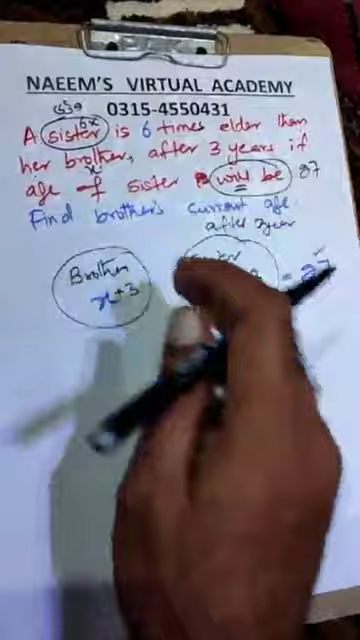 NAEEM'S VIRTUAL ACADEMY
0315-4550431
6x
A sister is 6 times elder than
x
her brother, after 3 years if
age of sister will be 87
Find brother's current age.
after 3 year
Brother
x+3
=